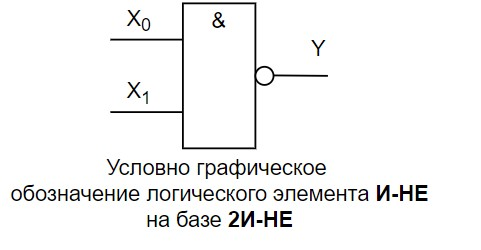 X0 & Y
X1
Условно графическое
обозначение логического элемента И-НЕ
на базе 2И-НЕ